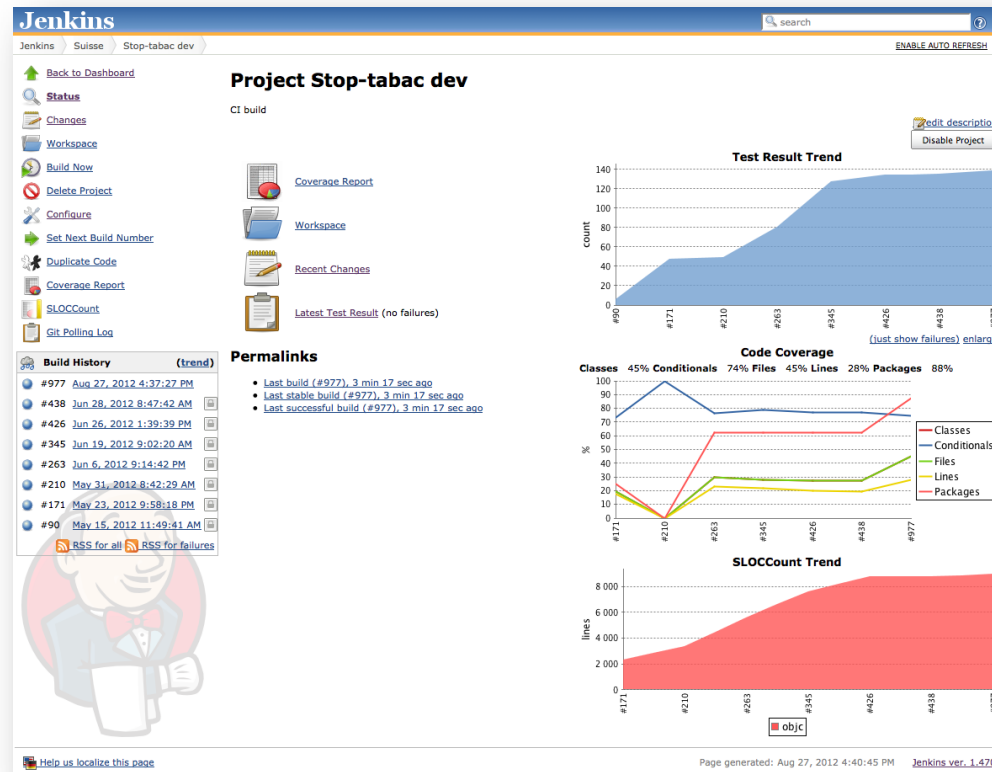 Jenkins
search
Jenkins Suisse Stop-tabac dev
ENABLE AUTO REFRESH
Back to Dashboard
Status
Changes
Workspace
Build Now
Delete Project
Configure
Set Next Build Number
Duplicate Code
Coverage Report
SLOCCount
Git Polling Log
Build History (trend)
#977 Aug 27, 2012 4:37:27 PM
#438 Jun 28, 2012 8:47:42 AM
#426 Jun 26, 2012 1:39:39 PM
#345 Jun 19, 2012 9:02:20 AM
#263 Jun 6, 2012 9:14:42 PM
#210 May 31, 2012 8:42:29 AM
#171 May 23, 2012 9:58:18 PM
#90 May 15, 2012 11:49:41 AM
RSS for all RSS for failures
Project Stop-tabac dev
CI build
edit descriptio
Disable Project
Coverage Report
Workspace
Recent Changes
Latest Test Result (no failures)
Permalinks
Last build (#977), 3 min 17 sec ago
Last stable build (#977), 3 min 17 sec ago
Last successful build (#977), 3 min 17 sec ago
Test Result Trend
140
120
100
80
60
40
20
0
count
#90 #171 #210 #263 #345 #426 #438
(just show failures) enlarg
Code Coverage
Classes 45% Conditionals 74% Files 45% Lines 28% Packages 88%
100
90
80
70
60
50
40
30
20
10
0
%
#171 #210 #263 #345 #426 #438 #977
Classes
Conditionals
Files
Lines
Packages
SLOCCount Trend
8 000
6 000
4 000
2 000
0
lines
#171 #210 #263 #345 #426 #438
objc
Help us localize this page
Page generated: Aug 27, 2012 4:40:45 PM Jenkins ver. 1.470